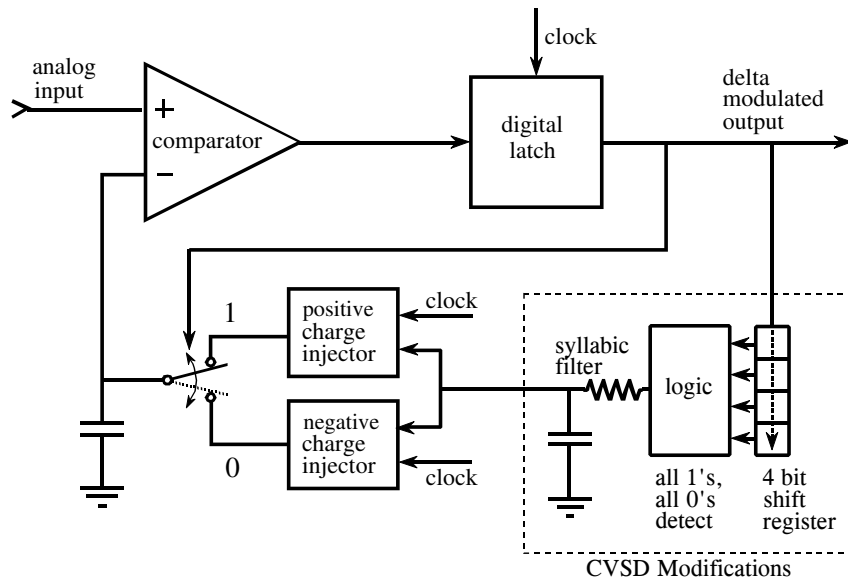 clock
analog
input
delta
modulated
output
+
comparator
−
digital
latch
1
positive
charge
injector
clock
syllabic
filter
logic
negative
charge
injector
0
clock
all 1's,
all 0's
detect
4 bit
shift
register
CVSD Modifications